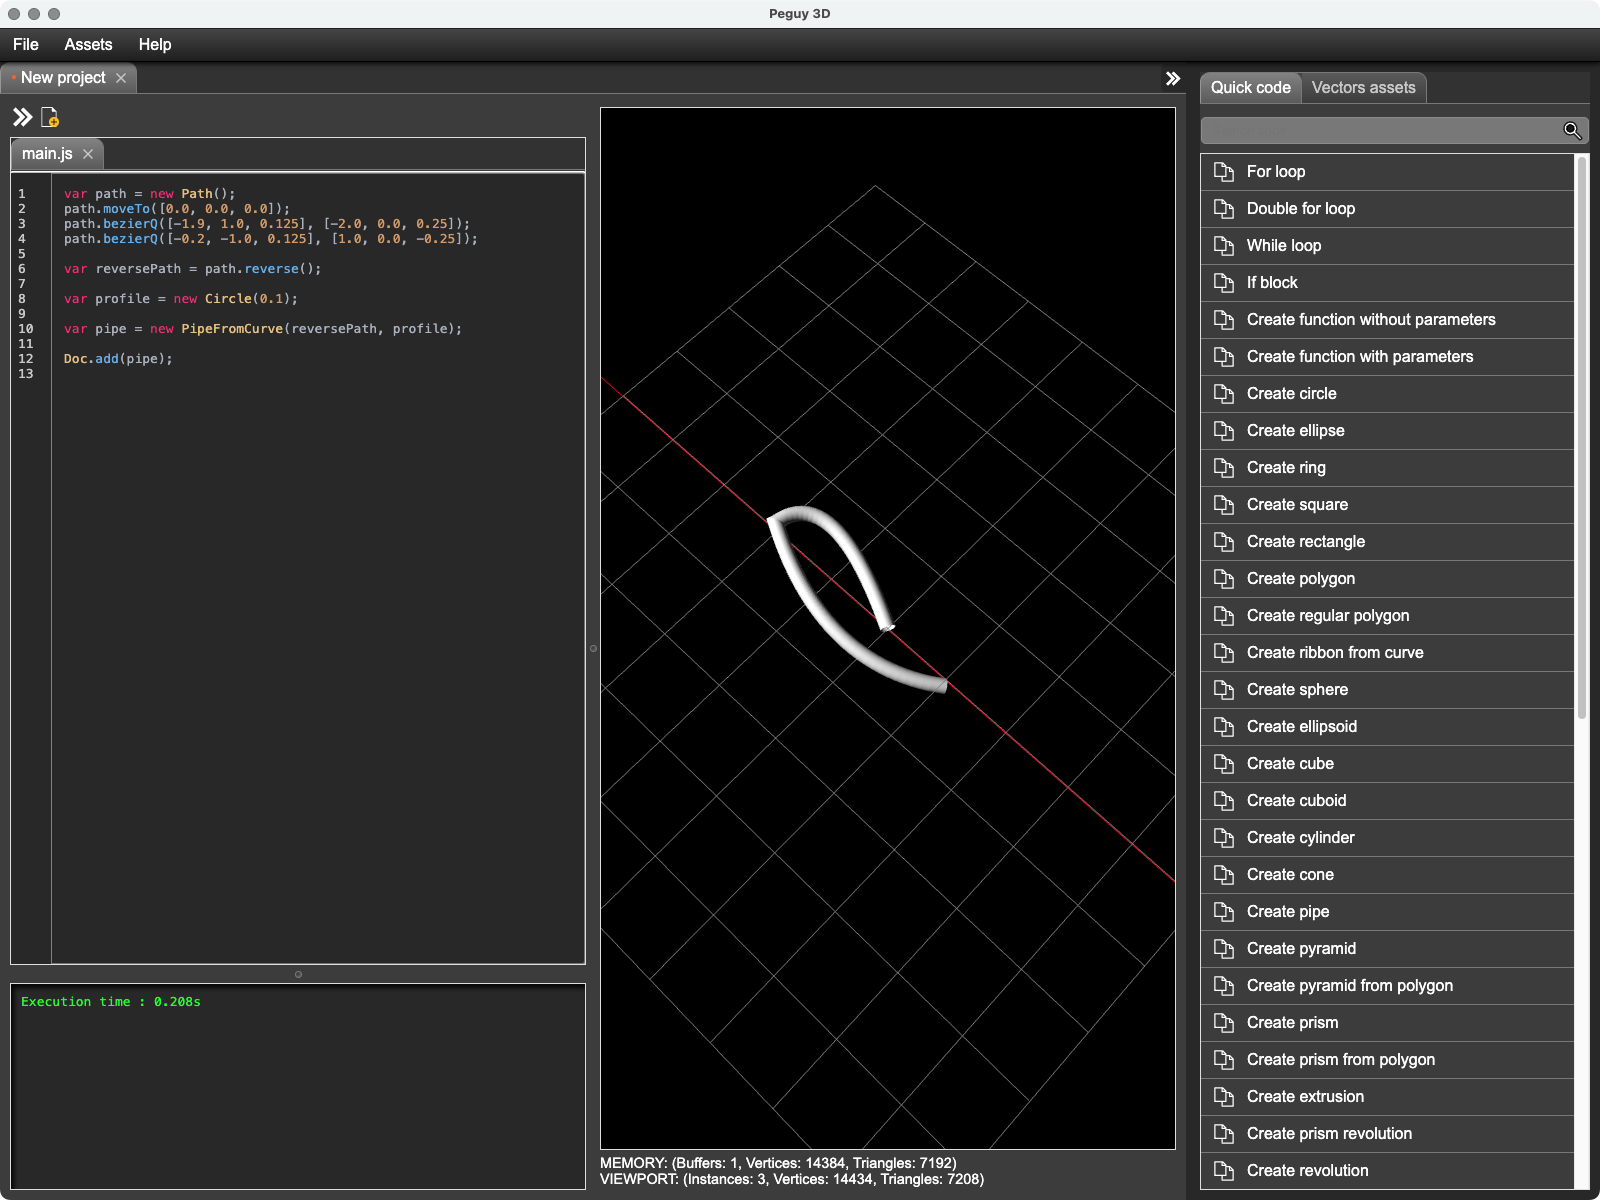 Peguy 3D
File Assets Help
New project
main.js
1 var path = new Path();
2 path.moveTo([0.0, 0.0, 0.0]);
3 path.bezierQ([-1.9, 1.0, 0.125], [-2.0, 0.0, 0.25]);
4 path.bezierQ([-0.2, -1.0, 0.125], [1.0, 0.0, -0.25]);
5
6 var reversePath = path.reverse();
7
8 var profile = new Circle(0.1);
9
10 var pipe = new PipeFromCurve(reversePath, profile);
11
12 Doc.add(pipe);
13
Execution time : 0.208s
MEMORY: (Buffers: 1, Vertices: 14384, Triangles: 7192)
VIEWPORT: (Instances: 3, Vertices: 14434, Triangles: 7208)
Quick code Vectors assets
For loop
Double for loop
While loop
If block
Create function without parameters
Create function with parameters
Create circle
Create ellipse
Create ring
Create square
Create rectangle
Create polygon
Create regular polygon
Create ribbon from curve
Create sphere
Create ellipsoid
Create cube
Create cuboid
Create cylinder
Create cone
Create pipe
Create pyramid
Create pyramid from polygon
Create prism
Create prism from polygon
Create extrusion
Create prism revolution
Create revolution